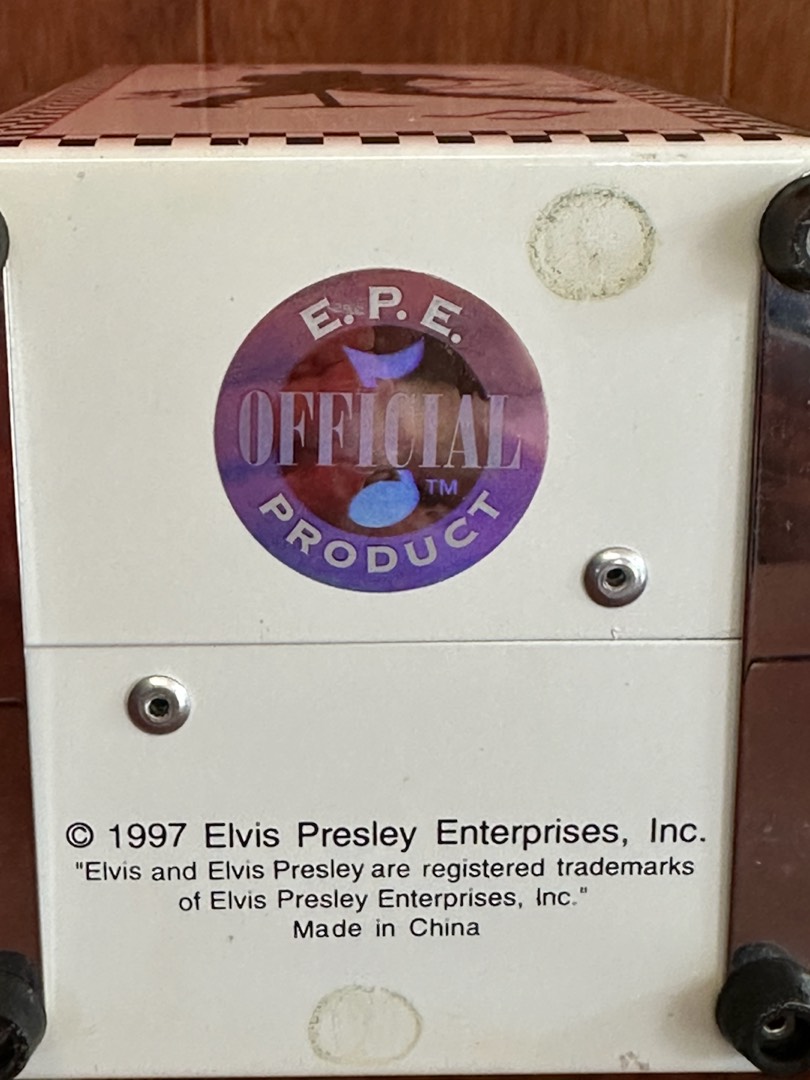 E.P.E.
OFFICIAL
TM
PRODUCT
© 1997 Elvis Presley Enterprises, Inc.
"Elvis and Elvis Presley are registered trademarks
of Elvis Presley Enterprises, Inc."
Made in China